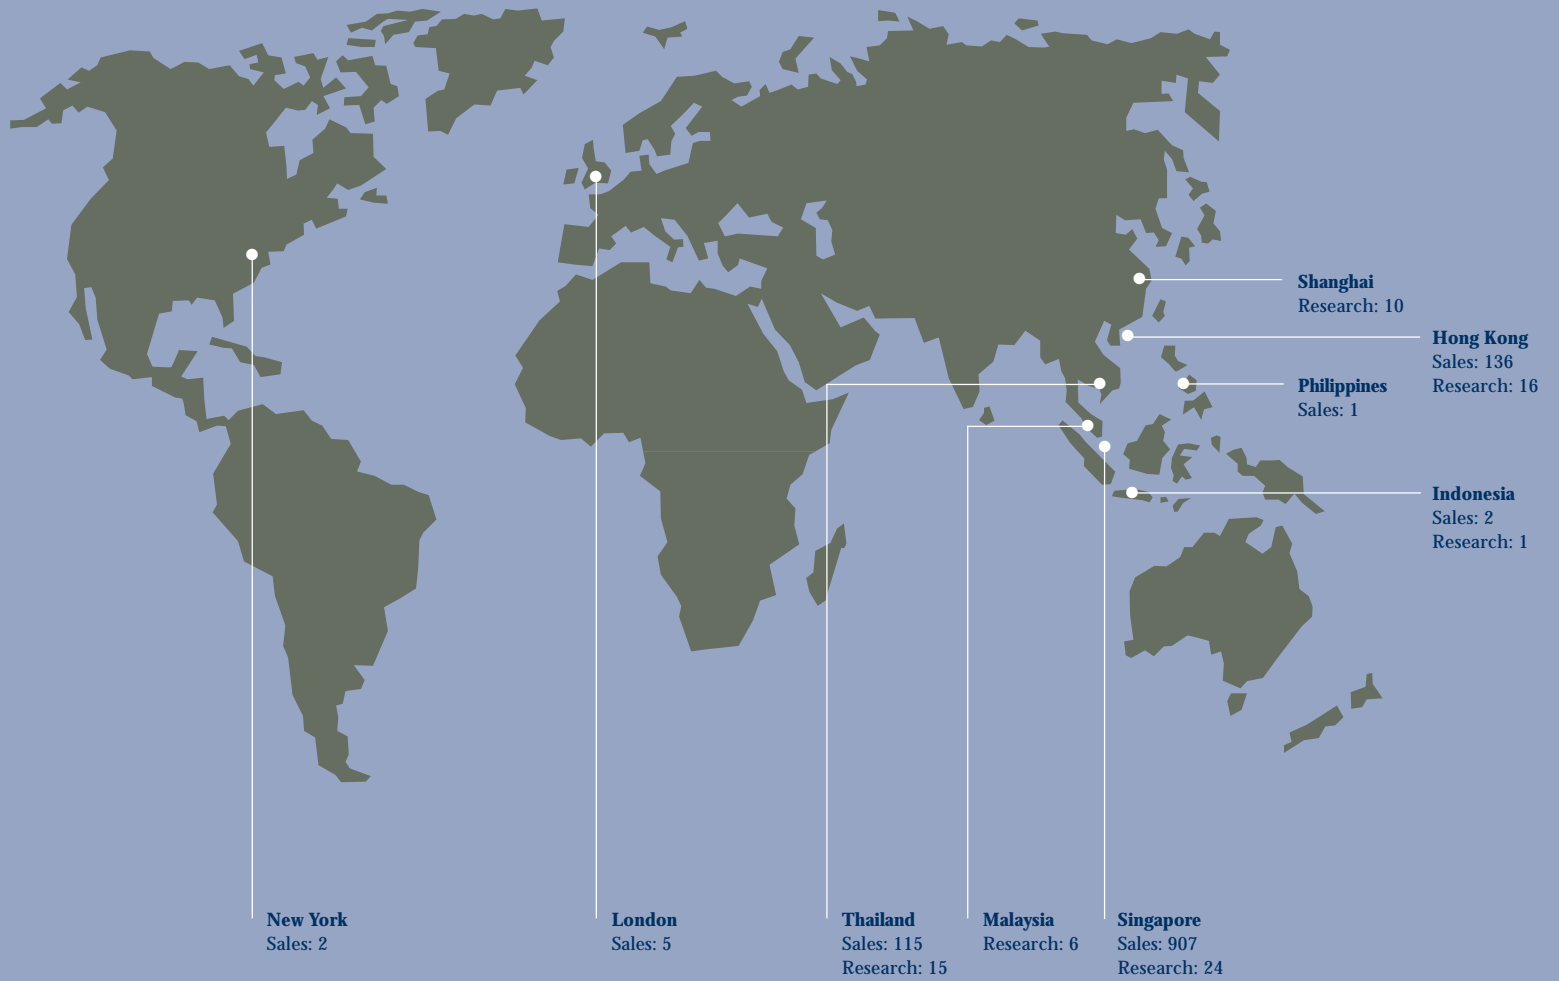 Shanghai
Research: 10
Hong Kong
Sales: 136
Research: 16
Philippines
Sales: 1
Indonesia
Sales: 2
Research: 1
New York
Sales: 2
London
Sales: 5
Thailand
Sales: 115
Research: 15
Malaysia
Research: 6
Singapore
Sales: 907
Research: 24